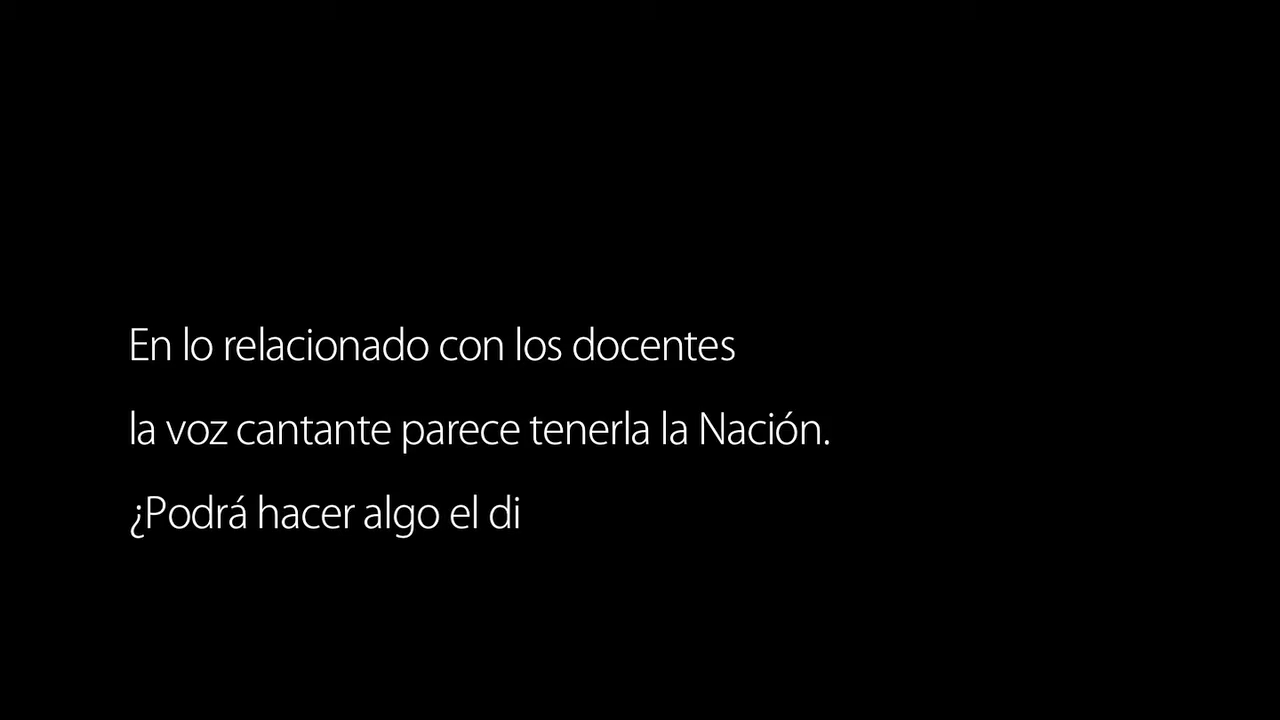 En lo relacionado con los docentes
la voz cantante parece tenerla la Nación.
¿Podrá hacer algo el di